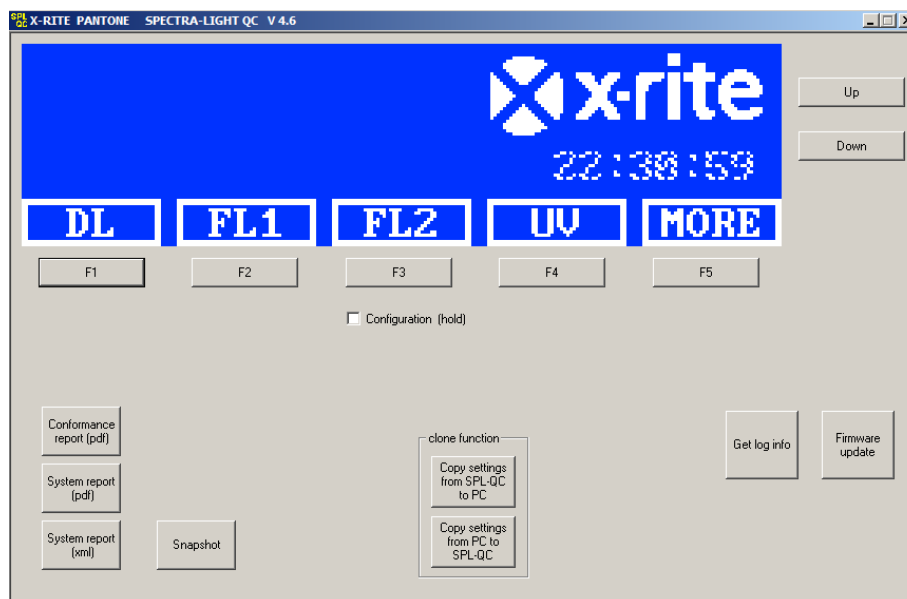 SPL QC X-RITE PANTONE SPECTRA-LIGHT QC V 4.6
x-rite
22:30:59
DL FL1 FL2 UV MORE
Up
Down
F1 F2 F3 F4 F5
Configuration (hold)
Conformance
report (pdf)
System report
(pdf)
System report
(xml)
Snapshot
clone function
Copy settings
from SPL-QC
to PC
Copy settings
from PC to
SPL-QC
Get log info
Firmware
update